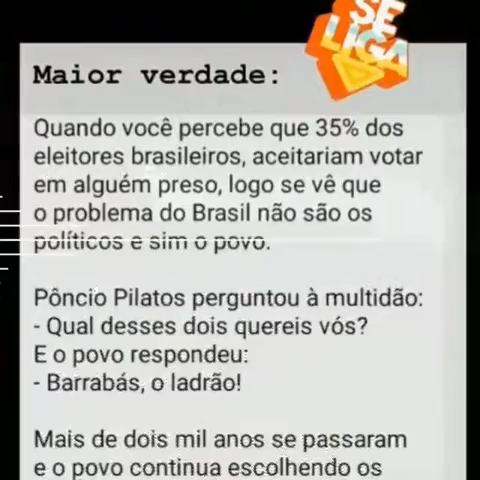 SE
LIGA
Maior verdade:
Quando você percebe que 35% dos
eleitores brasileiros, aceitariam votar
em alguém preso, logo se vê que
o problema do Brasil não são os
políticos e sim o povo.
Pôncio Pilatos perguntou à multidão:
- Qual desses dois quereis vós?
E o povo respondeu:
- Barrabás, o ladrão!
Mais de dois mil anos se passaram
e o povo continua escolhendo os